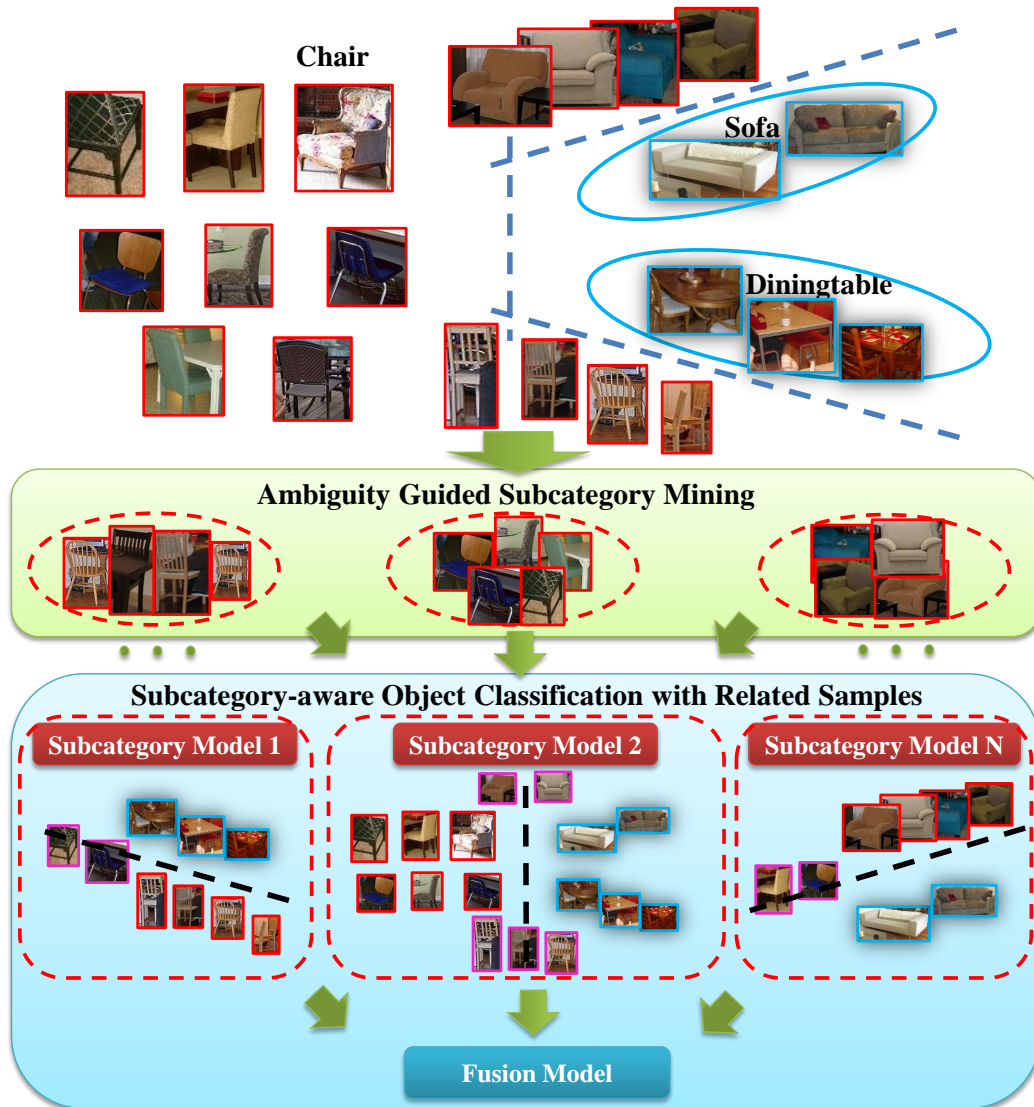 Chair
Sofa
Diningtable
Ambiguity Guided Subcategory Mining
Subcategory-aware Object Classification with Related Samples
Subcategory Model 1
Subcategory Model 2
Subcategory Model N
Fusion Model